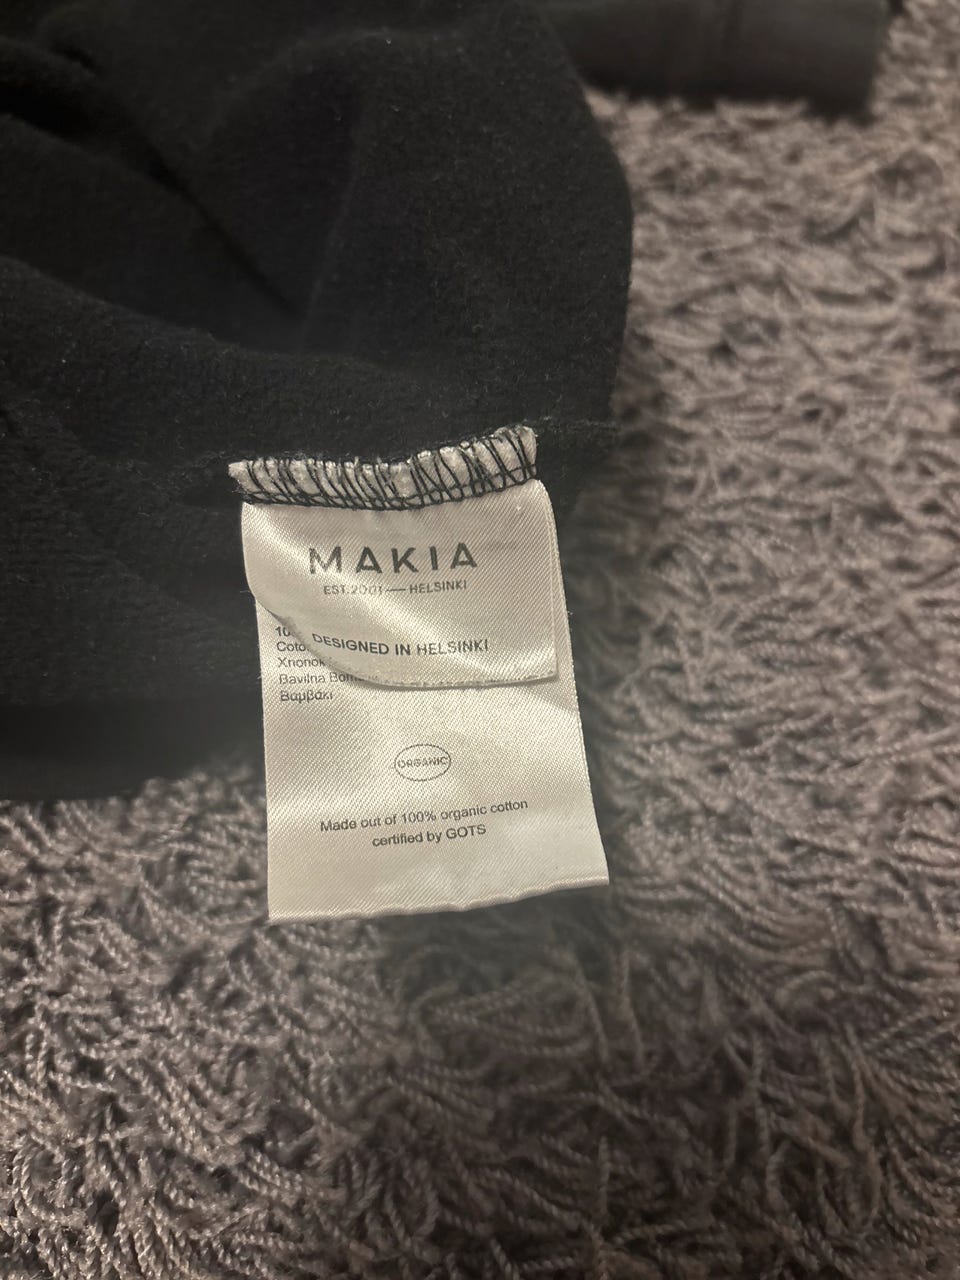 MAKIA
EST.2001 — HELSINKI
DESIGNED IN HELSINKI
Βαμβάκι
ORGANIC
Made out of 100% organic cotton
certified by GOTS